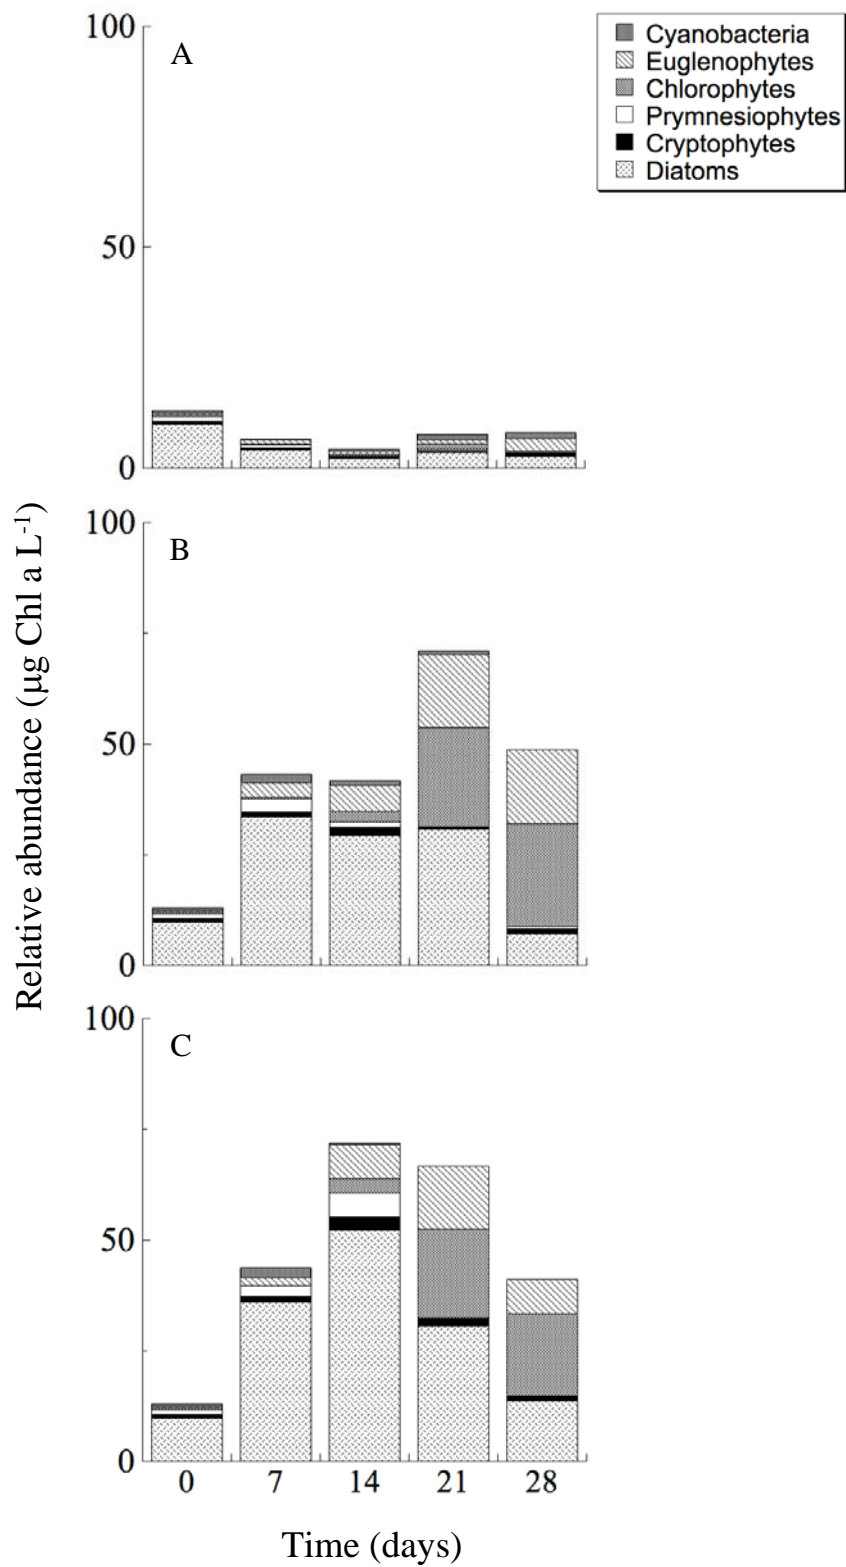 100
A
50
0
Cyanobacteria
Euglenophytes
Chlorophytes
Prymnesiophytes
Cryptophytes
Diatoms
Relative abundance (µg Chl a L⁻¹)
100
B
50
0
100
C
50
0
0 7 14 21 28
Time (days)